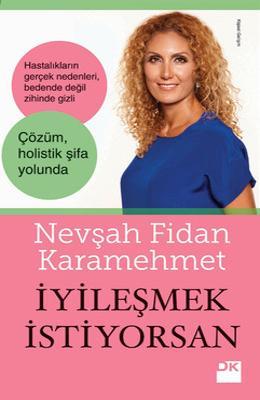 Hastalıkların
gerçek nedenleri,
bedende değil
zihinde gizli
Çözüm,
holistik şifa
yolunda
Nevşah Fidan
Karamehmet
İYİLEŞMEK
İSTİYORSAN
DK